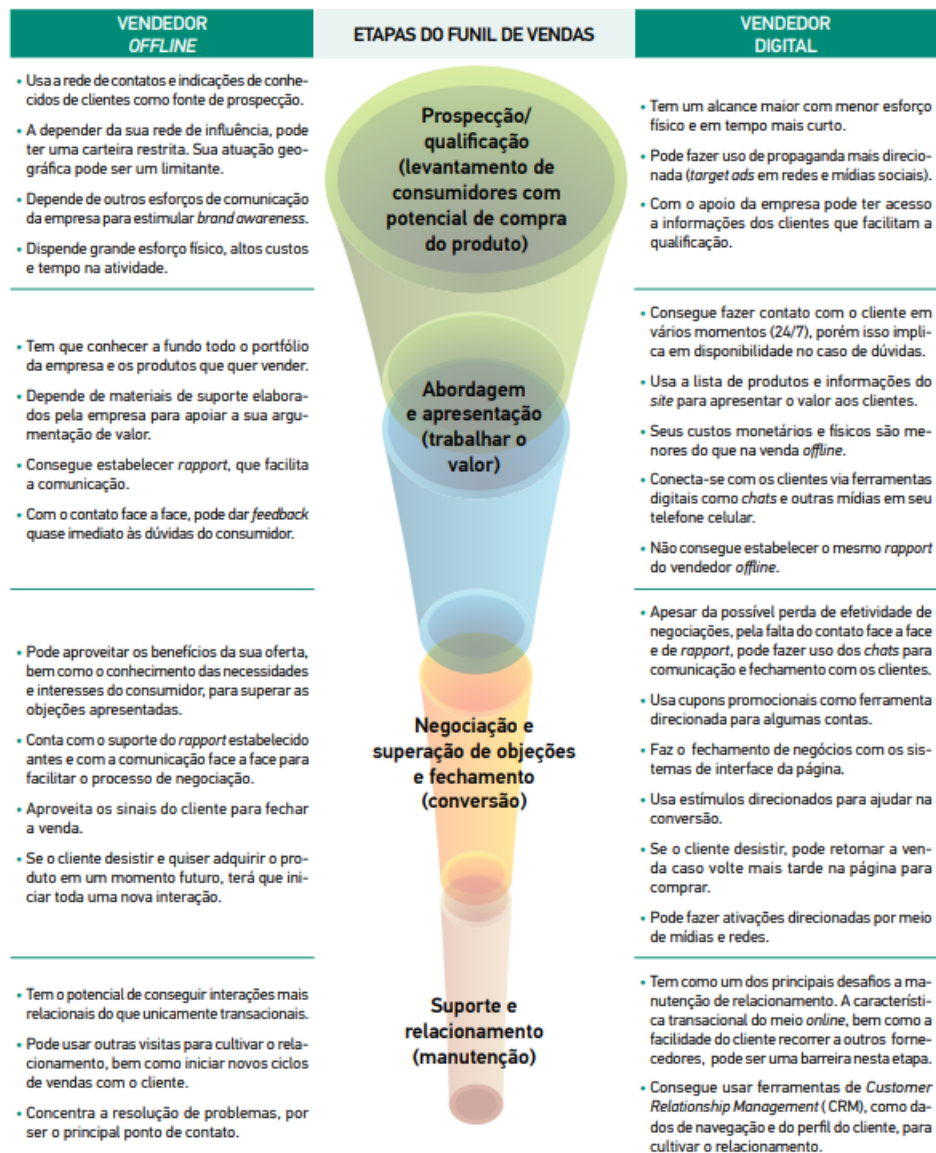 VENDEDOR
OFFLINE
ETAPAS DO FUNIL DE VENDAS
VENDEDOR
DIGITAL
• Usa a rede de contatos e indicações de conhe-
cidos de clientes como fonte de prospecção.
• A depender da sua rede de influência, pode
ter uma carteira restrita. Sua atuação geo-
gráfica pode ser um limitante.
• Depende de outros esforços de comunicação
da empresa para estimular brand awareness.
• Dispende grande esforço físico, altos custos
e tempo na atividade.
Prospecção/
qualificação
(levantamento de
consumidores com
potencial de compra
do produto)
• Tem um alcance maior com menor esforço
físico e em tempo mais curto.
• Pode fazer uso de propaganda mais direcio-
nada (target ads em redes e mídias sociais).
• Com o apoio da empresa pode ter acesso
a informações dos clientes que facilitam a
qualificação.
• Tem que conhecer a fundo todo o portfólio
da empresa e os produtos que quer vender.
• Depende de materiais de suporte elabora-
dos pela empresa para apoiar a sua argu-
mentação de valor.
• Consegue estabelecer rapport, que facilita
a comunicação.
• Com o contato face a face, pode dar feedback
quase imediato às dúvidas do consumidor.
Abordagem
e apresentação
(trabalhar o
valor)
• Consegue fazer contato com o cliente em
vários momentos (24/7), porém isso impli-
ca em disponibilidade no caso de dúvidas.
• Usa a lista de produtos e informações do
site para apresentar o valor aos clientes.
• Seus custos monetários e físicos são me-
nores do que na venda offline.
• Conecta-se com os clientes via ferramentas
digitais como chats e outras mídias em seu
telefone celular.
• Não consegue estabelecer o mesmo rapport
do vendedor offline.
• Pode aproveitar os benefícios da sua oferta,
bem como o conhecimento das necessidades
e interesses do consumidor, para superar as
objeções apresentadas.
• Conta com o suporte do rapport estabelecido
antes e com a comunicação face a face para
facilitar o processo de negociação.
• Aproveita os sinais do cliente para fechar
a venda.
• Se o cliente desistir e quiser adquirir o pro-
duto em um momento futuro, terá que ini-
ciar toda uma nova interação.
Negociação e
superação de objeções
e fechamento
(conversão)
• Apesar da possível perda de efetividade de
negociações, pela falta do contato face a face
e de rapport, pode fazer uso dos chats para
comunicação e fechamento com os clientes.
• Usa cupons promocionais como ferramenta
direcionada para algumas contas.
• Faz o fechamento de negócios com os sis-
temas de interface da página.
• Usa estímulos direcionados para ajudar na
conversão.
• Se o cliente desistir, pode retomar a ven-
da caso volte mais tarde na página para
comprar.
• Pode fazer ativações direcionadas por meio
de mídias e redes.
• Tem o potencial de conseguir interações mais
relacionais do que unicamente transacionais.
• Pode usar outras visitas para cultivar o rela-
cionamento, bem como iniciar novos ciclos
de vendas com o cliente.
• Concentra a resolução de problemas, por
ser o principal ponto de contato.
Suporte e
relacionamento
(manutenção)
• Tem como um dos principais desafios a ma-
nutenção de relacionamento. A característi-
ca transacional do meio online, bem como a
facilidade do cliente recorrer a outros forne-
cedores, pode ser uma barreira nesta etapa.
• Consegue usar ferramentas de Customer
Relationship Management (CRM), como da-
dos de navegação e do perfil do cliente, para
cultivar o relacionamento.